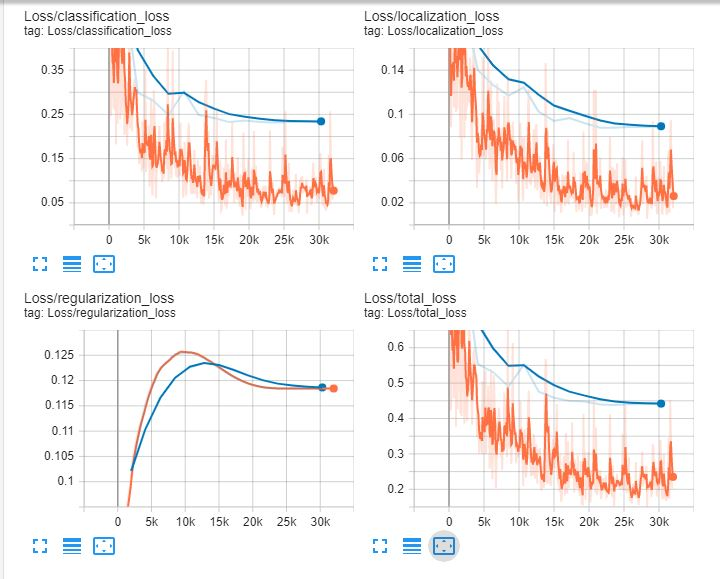 Loss/classification_loss
tag: Loss/classification_loss
0.35
0.25
0.15
0.05
0 5k 10k 15k 20k 25k 30k
Loss/localization_loss
tag: Loss/localization_loss
0.14
0.1
0.06
0.02
0 5k 10k 15k 20k 25k 30k
Loss/regularization_loss
tag: Loss/regularization_loss
0.125
0.12
0.115
0.11
0.105
0.1
0 5k 10k 15k 20k 25k 30k
Loss/total_loss
tag: Loss/total_loss
0.6
0.5
0.4
0.3
0.2
0 5k 10k 15k 20k 25k 30k